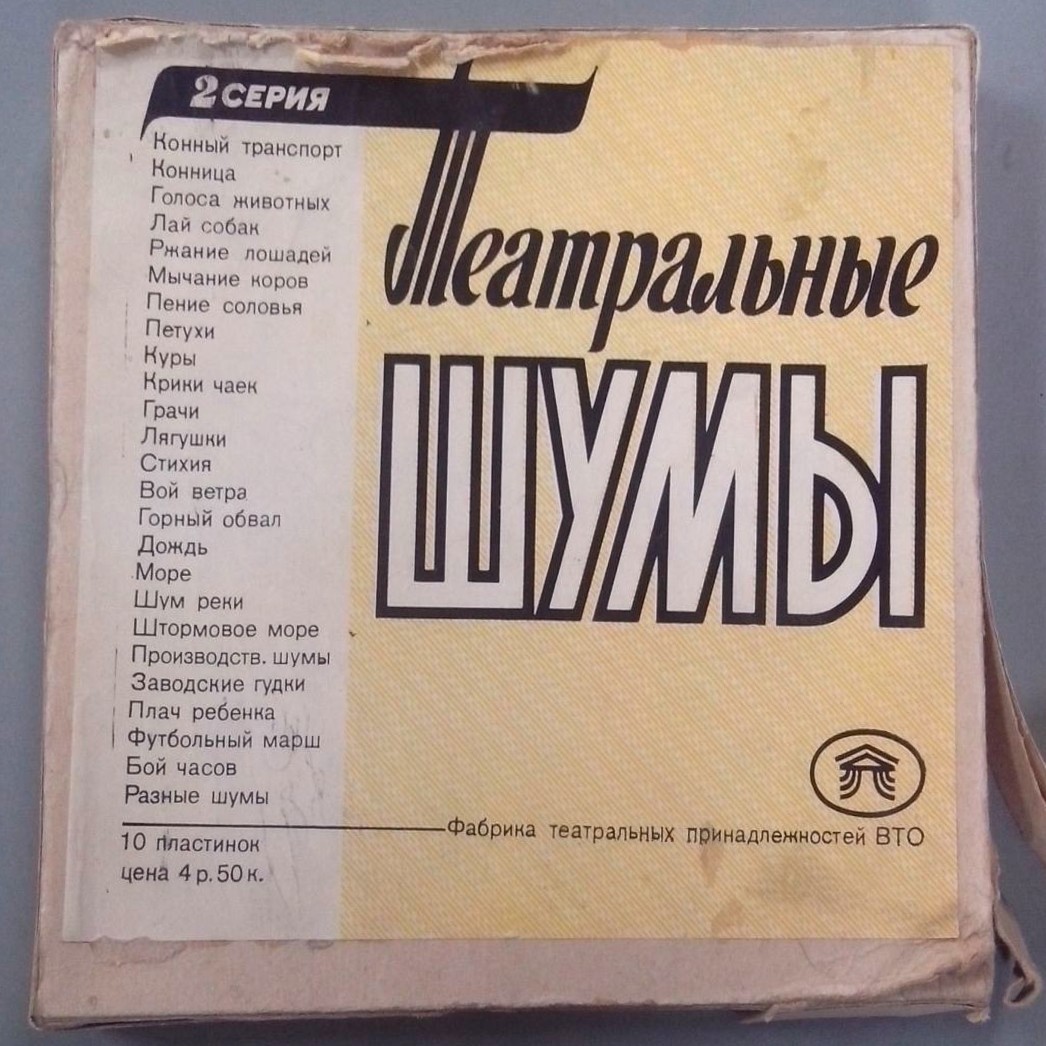 2 СЕРИЯ
Конный транспорт
Конница
Голоса животных
Лай собак
Ржание лошадей
Мычание коров
Пение соловья
Петухи
Куры
Крики чаек
Грачи
Лягушки
Стихия
Вой ветра
Горный обвал
Дождь
Море
Шум реки
Штормовое море
Производств. шумы
Заводские гудки
Плач ребенка
Футбольный марш
Бой часов
Разные шумы
10 пластинок
цена 4 р. 50 к.
Театральные
ШУМЫ
Фабрика театральных принадлежностей ВТО